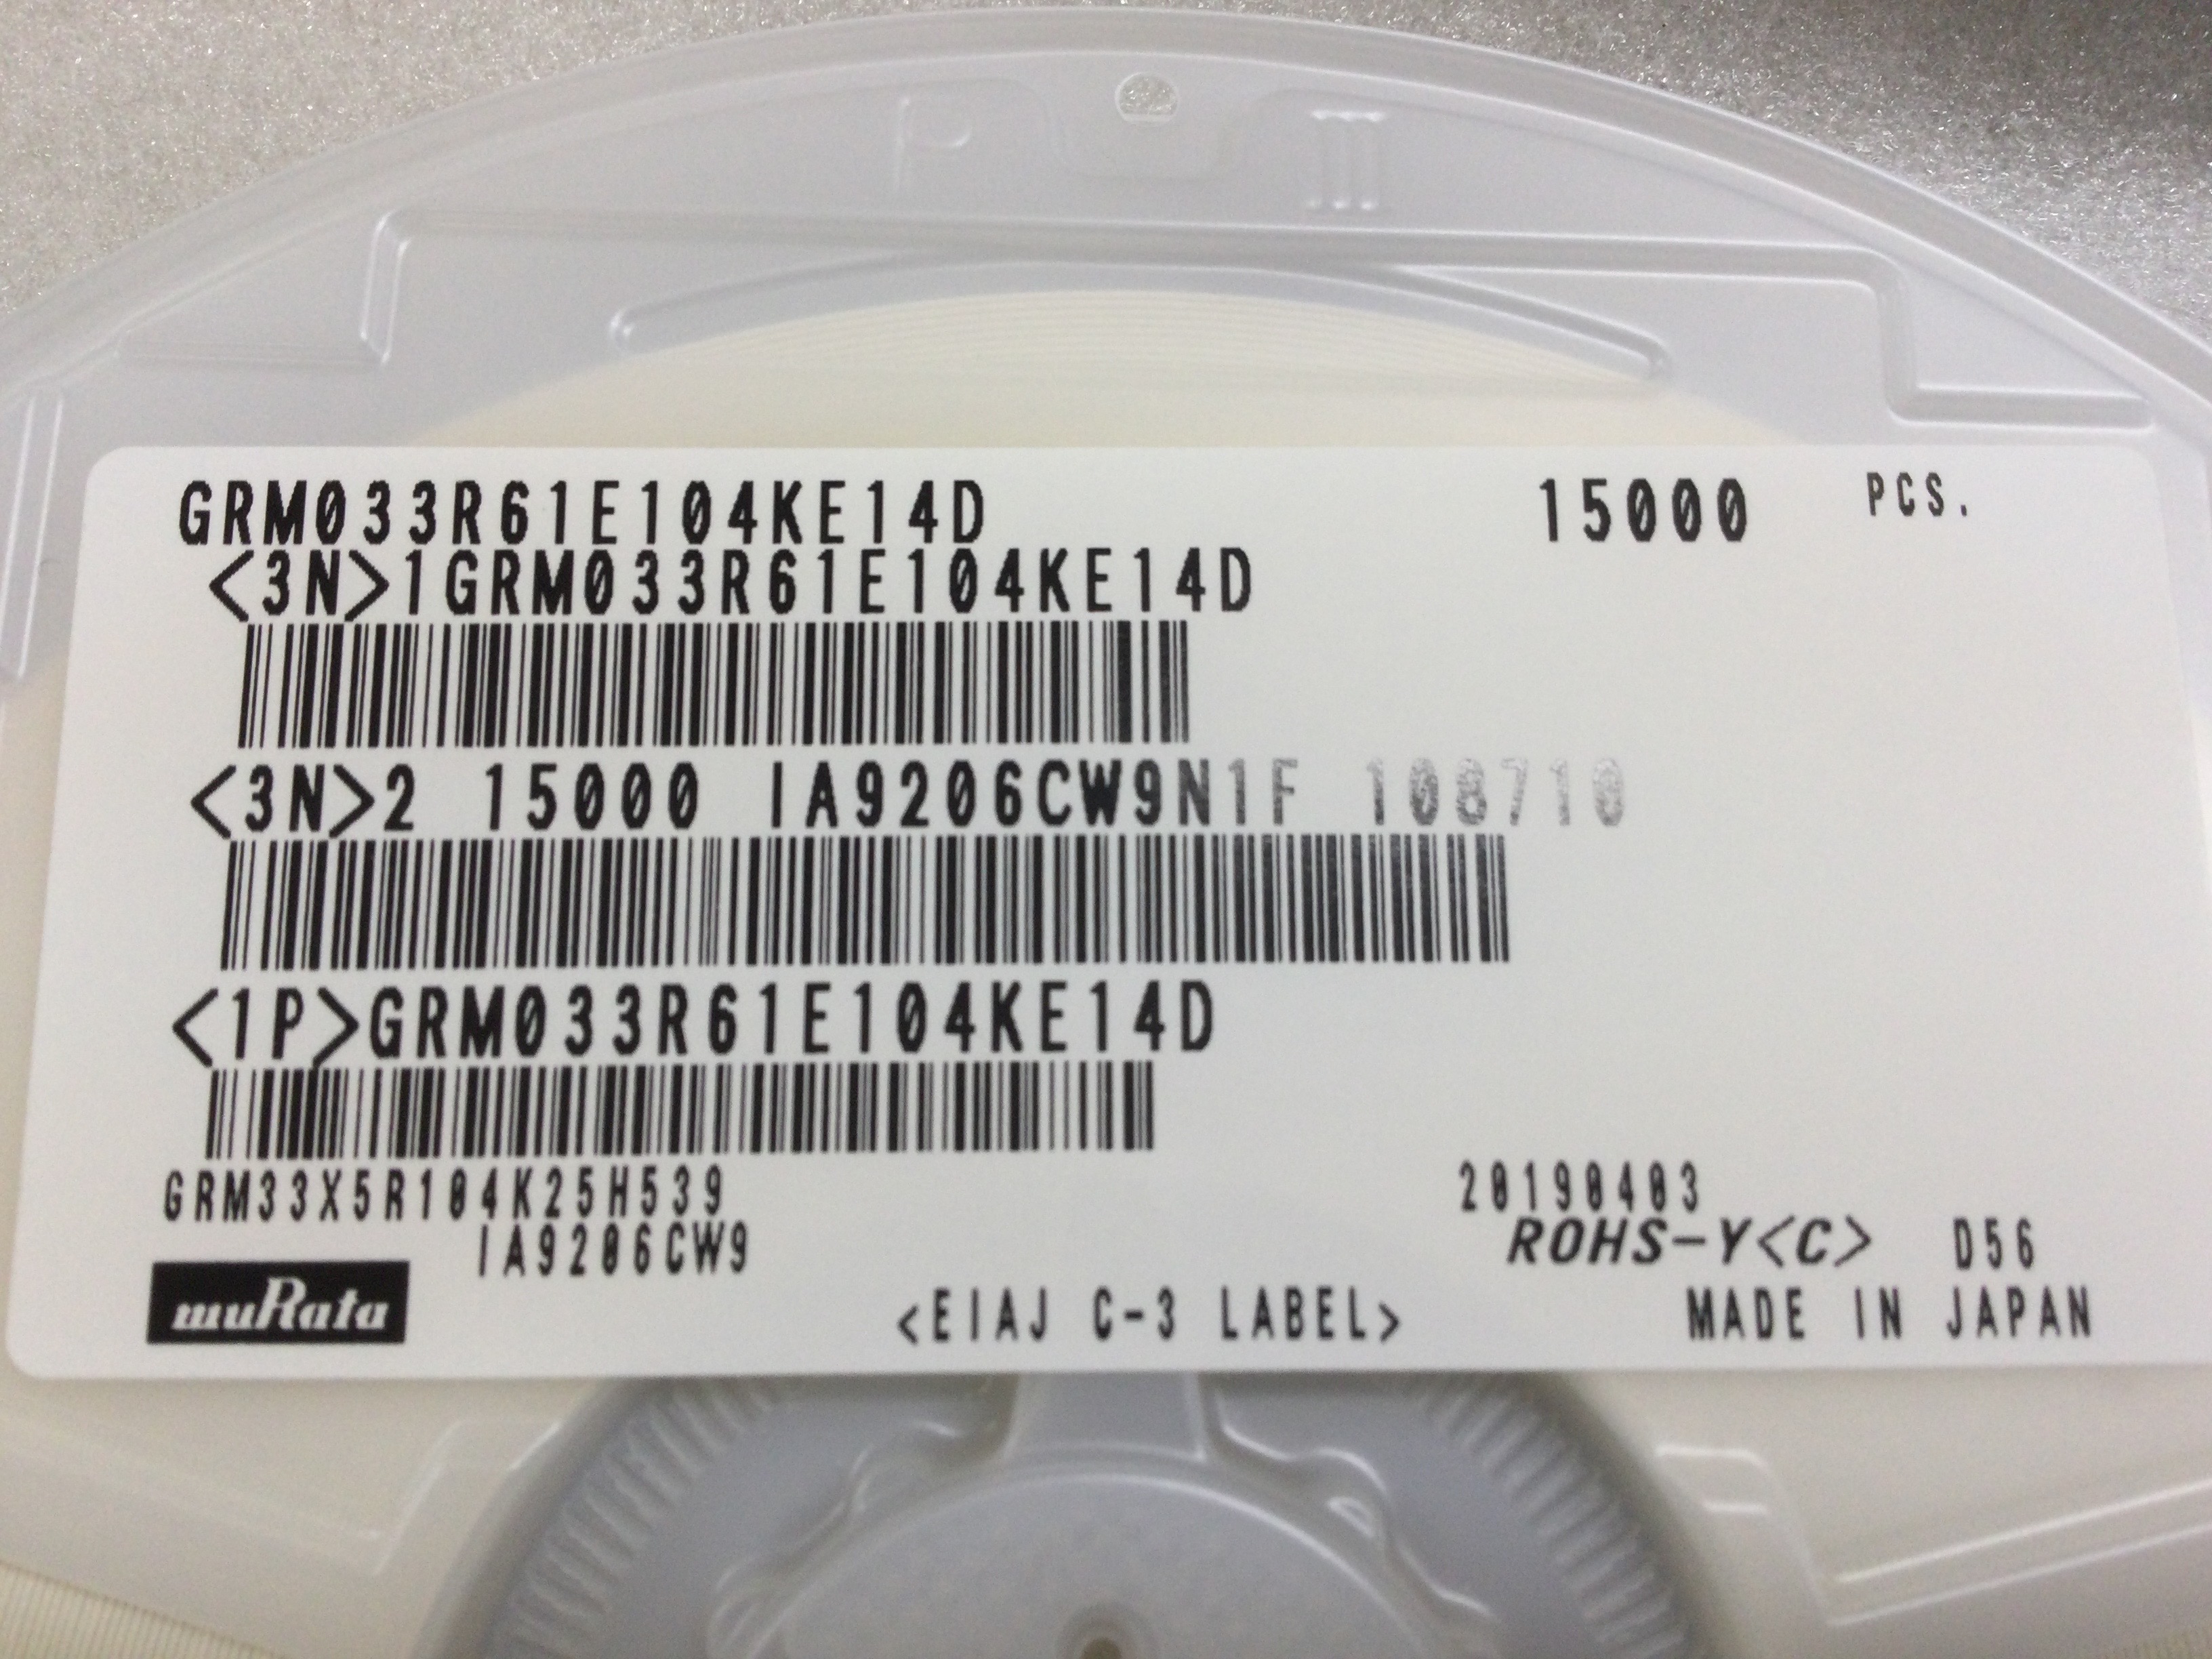 P III
GRM033R61E104KE14D 15000 PCS.
<3N>1GRM033R61E104KE14D
<3N>2 15000 IA9206CW9N1F 108710
<1P>GRM033R61E104KE14D
GRM33X5R104K25H539 20190403
IA9206CW9 ROHS-Y<C> D56
muRata <EIAJ C-3 LABEL> MADE IN JAPAN